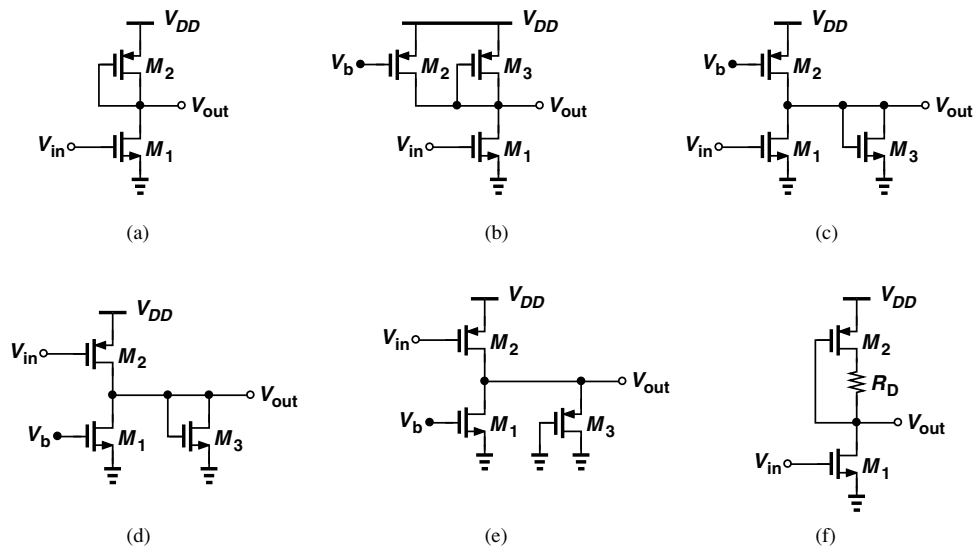 V_DD
M_2
V_out
V_in
M_1
(a)
V_DD
V_b
M_2
M_3
V_out
V_in
M_1
(b)
V_DD
V_b
M_2
V_out
V_in
M_1
M_3
(c)
V_DD
V_in
M_2
V_out
V_b
M_1
M_3
(d)
V_DD
V_in
M_2
V_out
V_b
M_1
M_3
(e)
V_DD
M_2
R_D
V_out
V_in
M_1
(f)